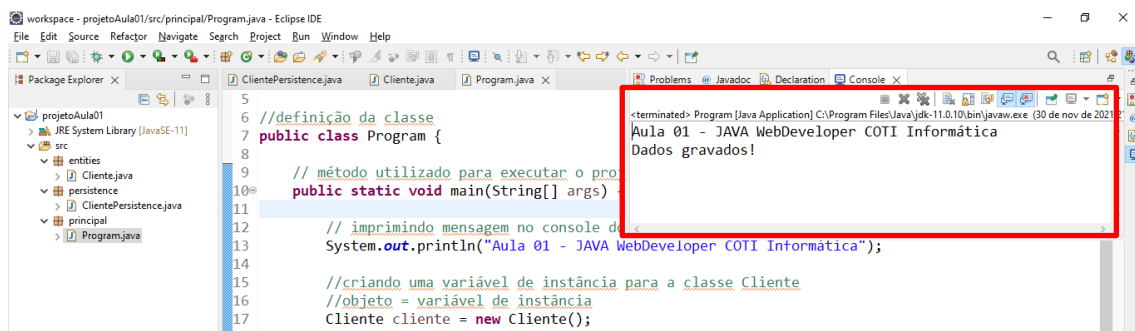 workspace - projetoAula01/src/principal/Program.java - Eclipse IDE
File Edit Source Refactor Navigate Search Project Run Window Help
Package Explorer
ClientePersistence.java Cliente.java Program.java
Problems @ Javadoc Declaration Console
projetoAula01
JRE System Library [JavaSE-11]
src
entities
Cliente.java
persistence
ClientePersistence.java
principal
Program.java
<terminated> Program [Java Application] C:\Program Files\Java\jdk-11.0.10\bin\javaw.exe (30 de nov de 2021
Aula 01 - JAVA WebDeveloper COTI Informática
Dados gravados!
5
6 //definição da classe
7 public class Program {
8
9 // método utilizado para executar o pro
10 public static void main(String[] args)
11
12 // imprimindo mensagem no console do
13 System.out.println("Aula 01 - JAVA WebDeveloper COTI Informática");
14
15 //criando uma variável de instância para a classe Cliente
16 //objeto = variável de instância
17 Cliente cliente = new Cliente();